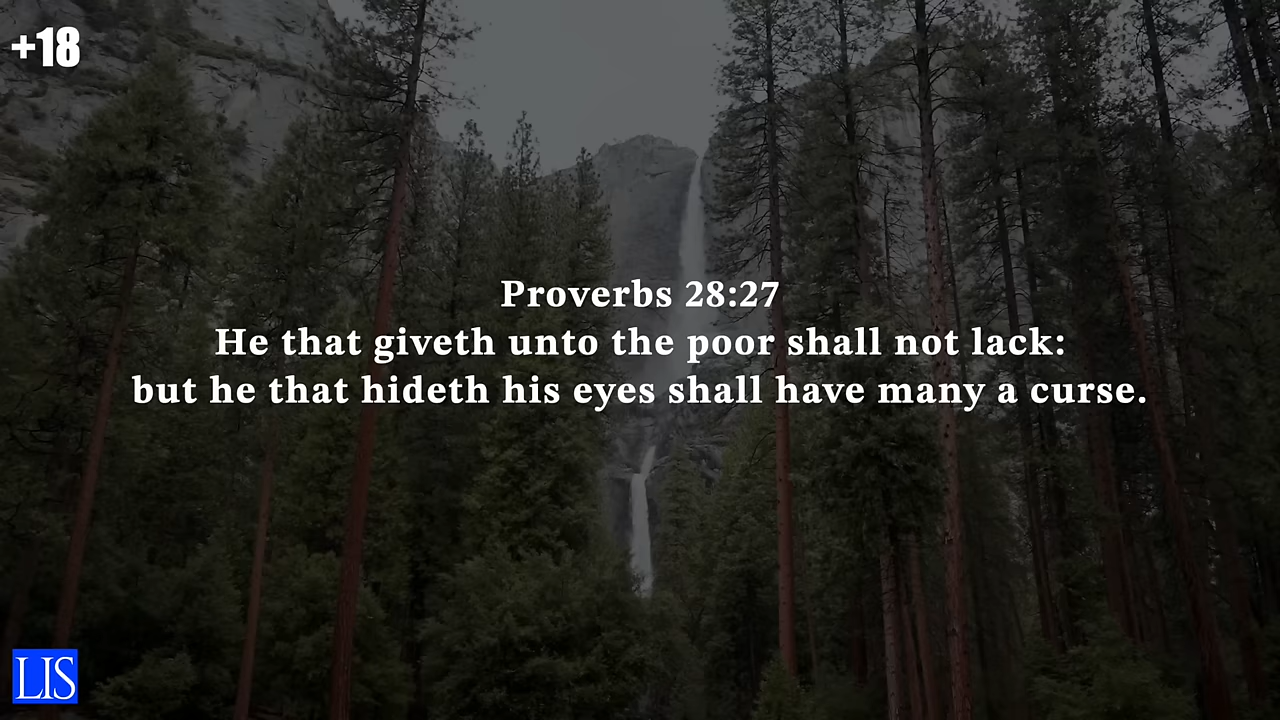 +18
Proverbs 28:27
He that giveth unto the poor shall not lack:
but he that hideth his eyes shall have many a curse.
LIS